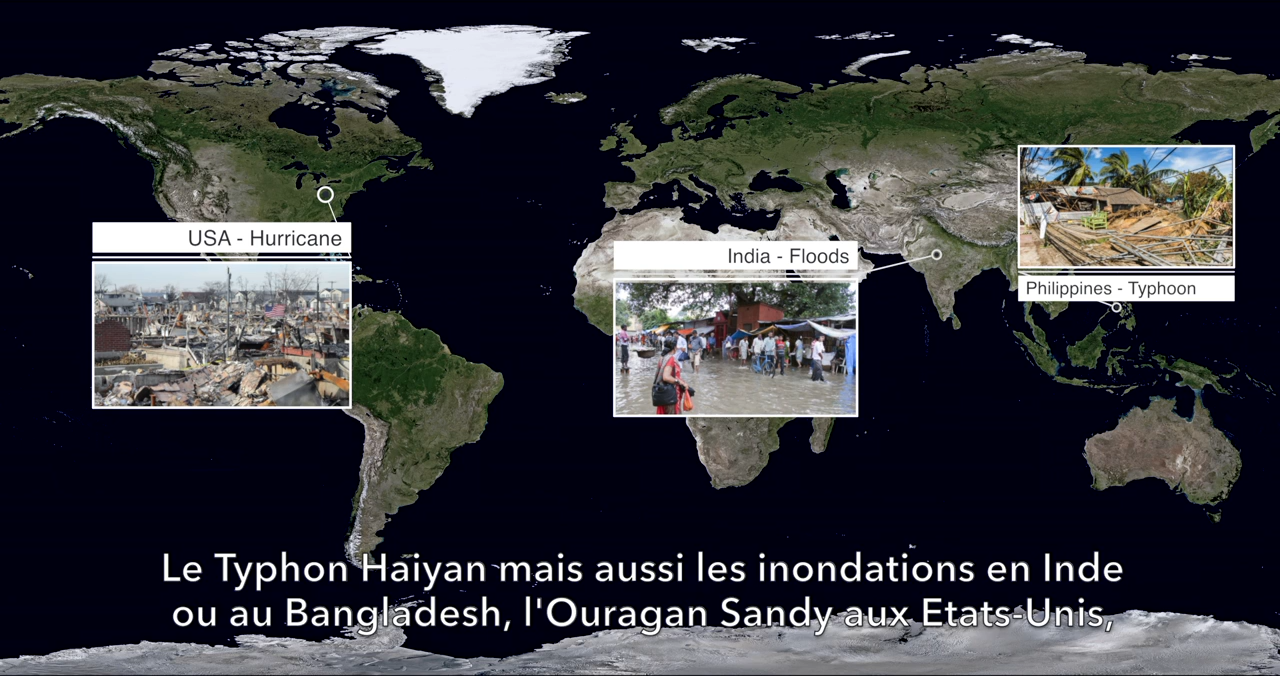 USA - Hurricane
India - Floods
Philippines - Typhoon
Le Typhon Haiyan mais aussi les inondations en Inde
ou au Bangladesh, l'Ouragan Sandy aux Etats-Unis,